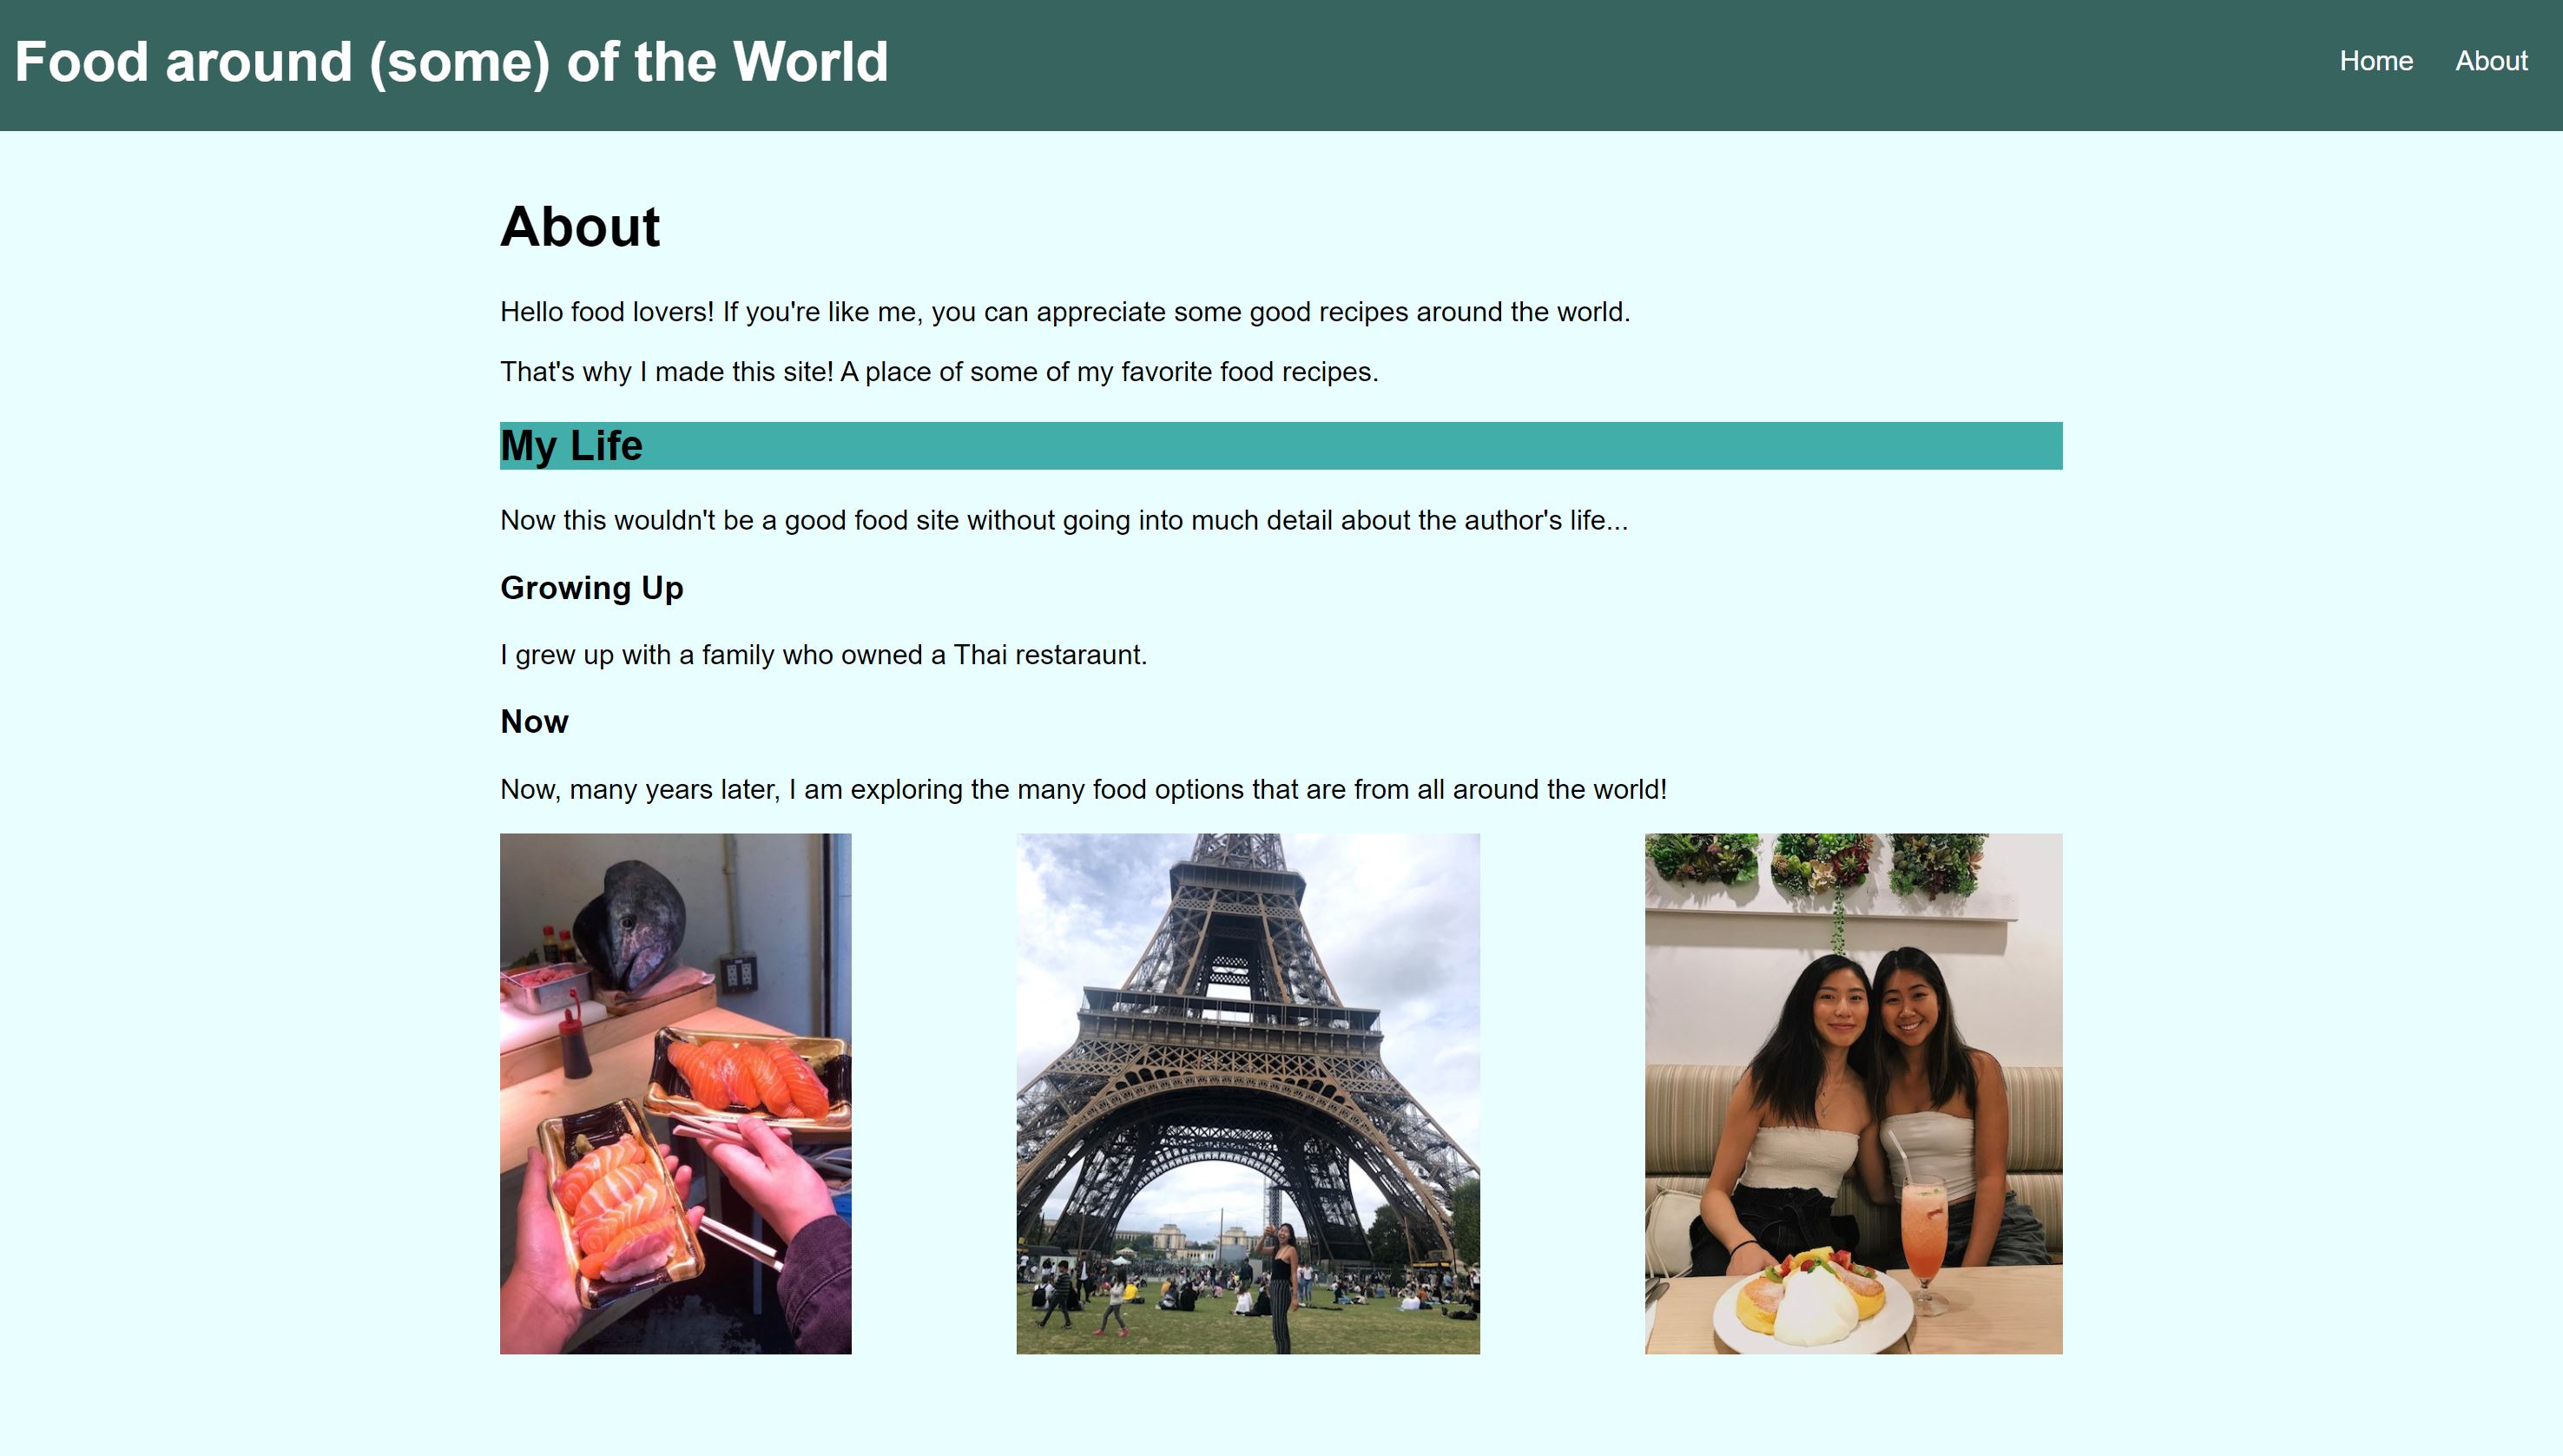 Food around (some) of the World
Home About
About
Hello food lovers! If you're like me, you can appreciate some good recipes around the world.
That's why I made this site! A place of some of my favorite food recipes.
My Life
Now this wouldn't be a good food site without going into much detail about the author's life...
Growing Up
I grew up with a family who owned a Thai restaraunt.
Now
Now, many years later, I am exploring the many food options that are from all around the world!